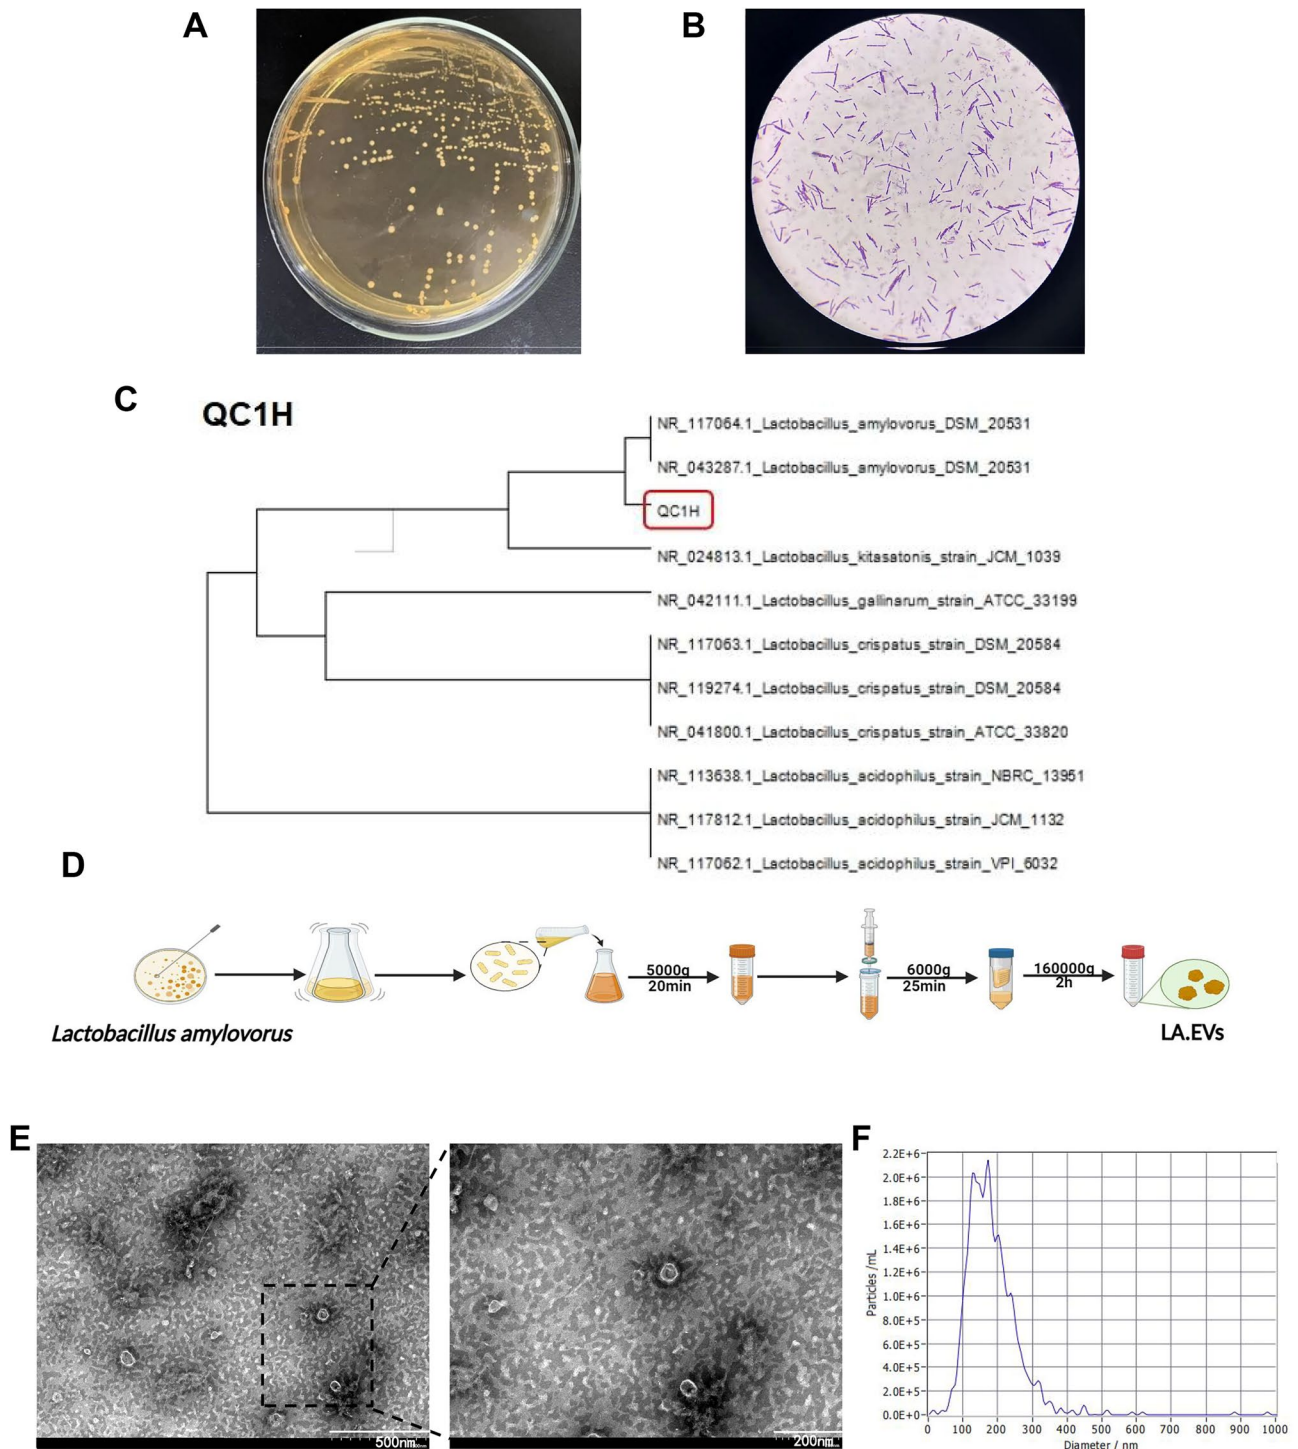 A
B
C
QC1H
NR_117064.1_Lactobacillus_amylovorus_DSM_20531
NR_043287.1_Lactobacillus_amylovorus_DSM_20531
QC1H
NR_024813.1_Lactobacillus_kitasatonis_strain_JCM_1039
NR_042111.1_Lactobacillus_gallinarum_strain_ATCC_33199
NR_117063.1_Lactobacillus_crispatus_strain_DSM_20584
NR_119274.1_Lactobacillus_crispatus_strain_DSM_20584
NR_041800.1_Lactobacillus_crispatus_strain_ATCC_33820
NR_113638.1_Lactobacillus_acidophilus_strain_NBRC_13951
NR_117812.1_Lactobacillus_acidophilus_strain_JCM_1132
NR_117062.1_Lactobacillus_acidophilus_strain_VPI_6032
D
5000g
20min
6000g
25min
160000g
2h
Lactobacillus amylovorus
LA.EVs
E
500nm
200nm
F
2.2E+6
2.0E+6
1.8E+6
1.6E+6
1.4E+6
1.2E+6
1.0E+6
8.0E+5
6.0E+5
4.0E+5
2.0E+5
0.0E+0
Particles /mL
0 100 200 300 400 500 600 700 800 900 1000
Diameter / nm